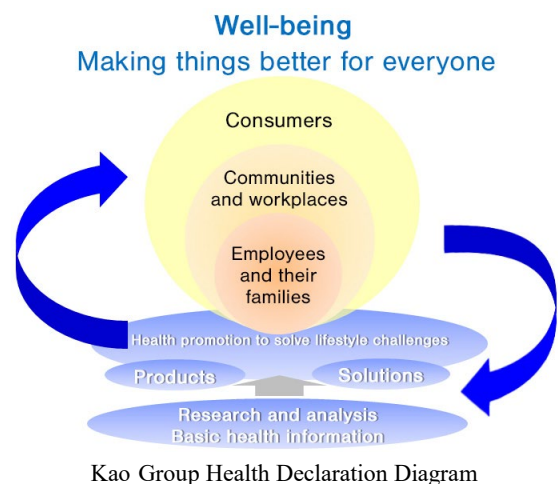 Well-being
Making things better for everyone
Consumers
Communities
and workplaces
Employees
and their
families
Health promotion to solve lifestyle challenges
Products
Solutions
Research and analysis
Basic health information
Kao Group Health Declaration Diagram